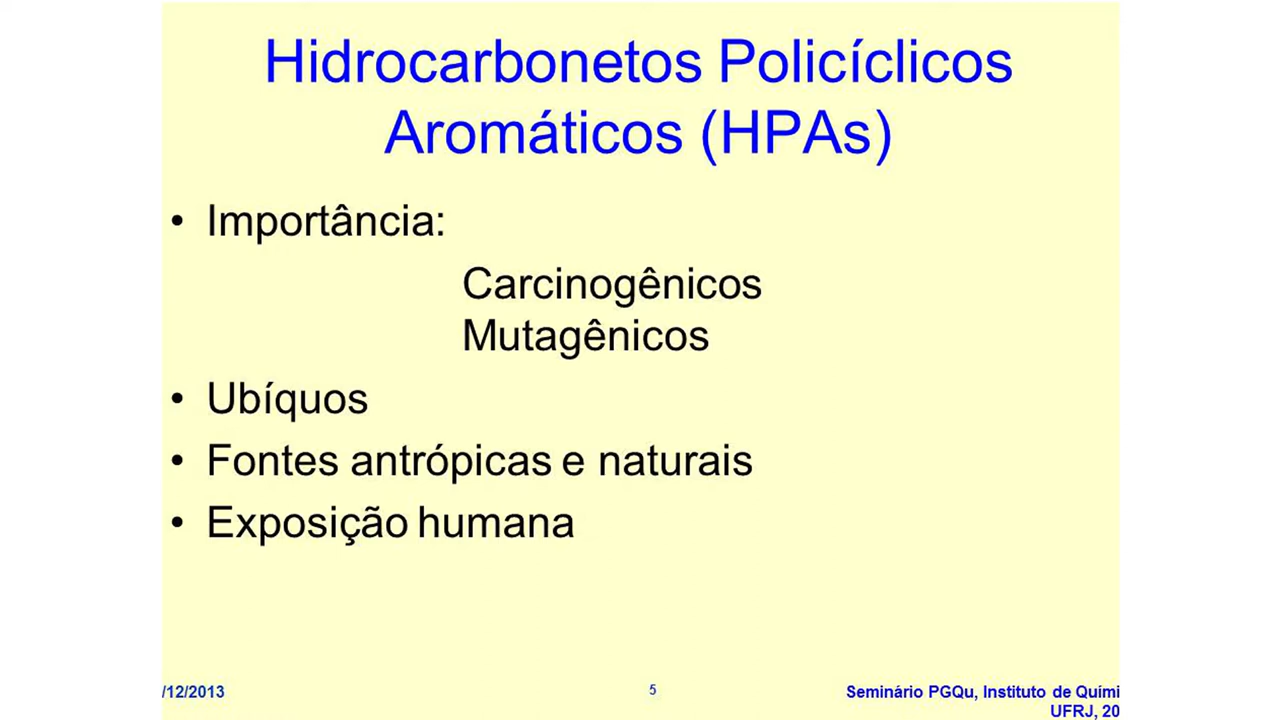 Hidrocarbonetos Policíclicos
Aromáticos (HPAs)
• Importância:
Carcinogênicos
Mutagênicos
• Ubíquos
• Fontes antrópicas e naturais
• Exposição humana
/12/2013
5
Seminário PGQu, Instituto de Quími
UFRJ, 20